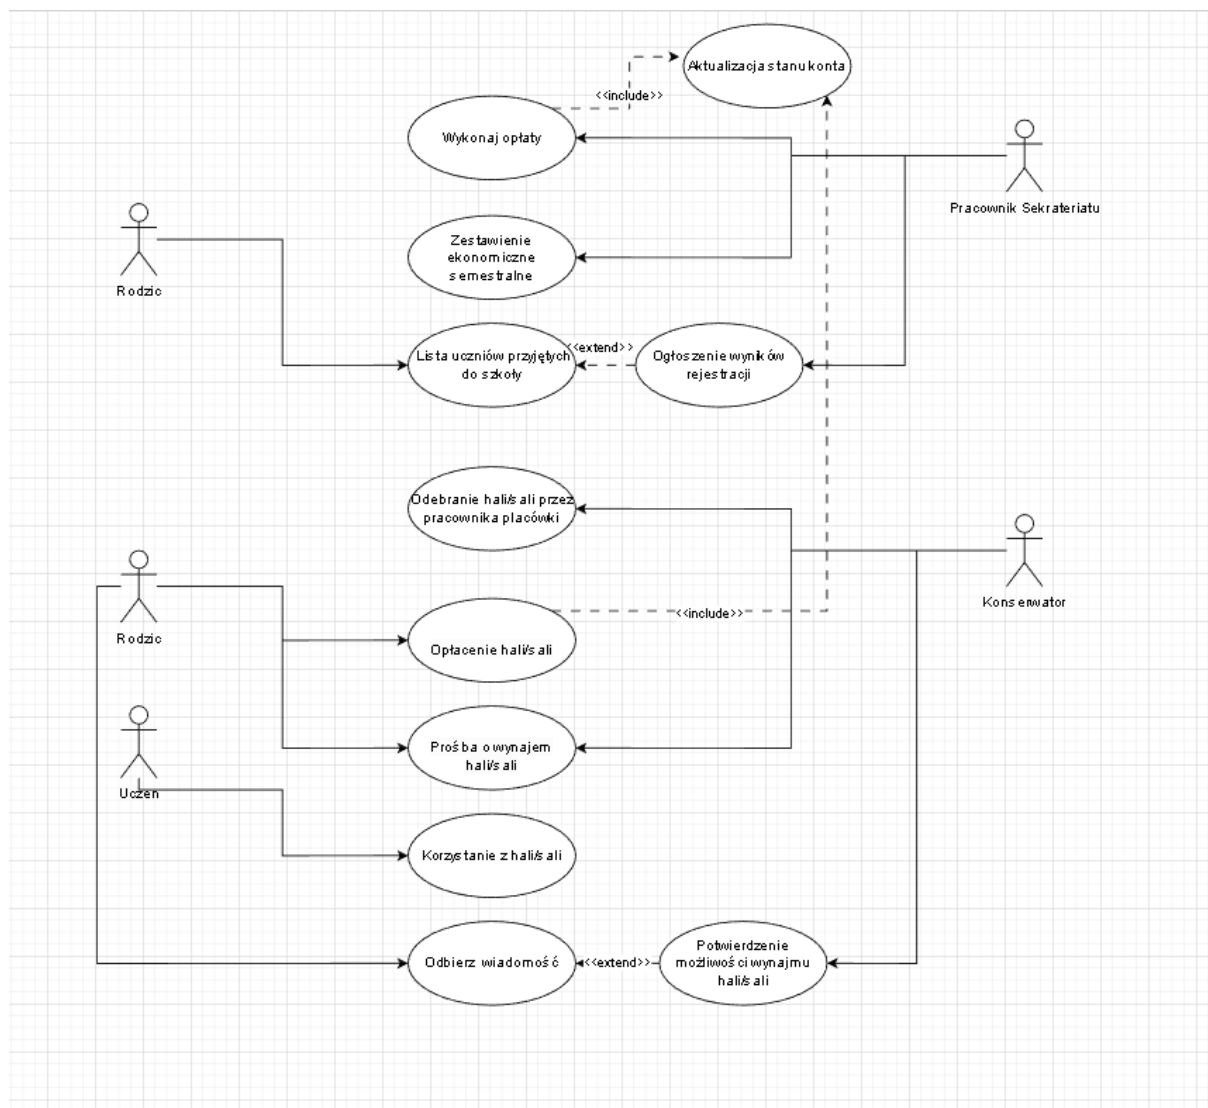 Aktualizacja stanu konta
<<include>>
Wykonaj opłaty
Pracownik Sekrateriatu
Zestawienie
ekonomiczne
semestralne
Rodzic
Lista uczniów przyjętych
do szkoły
<<extend>>
Ogłoszenie wyników
rejestracji
Odebranie hali/sali przez
pracownika placówki
Konserwator
Rodzic
Opłacenie hali/sali
<<include>>
Prośba o wynajem
hali/sali
Uczen
Korzystanie z hali/sali
Odbierz wiadomość
<<extend>>
Potwierdzenie
możliwości wynajmu
hali/sali